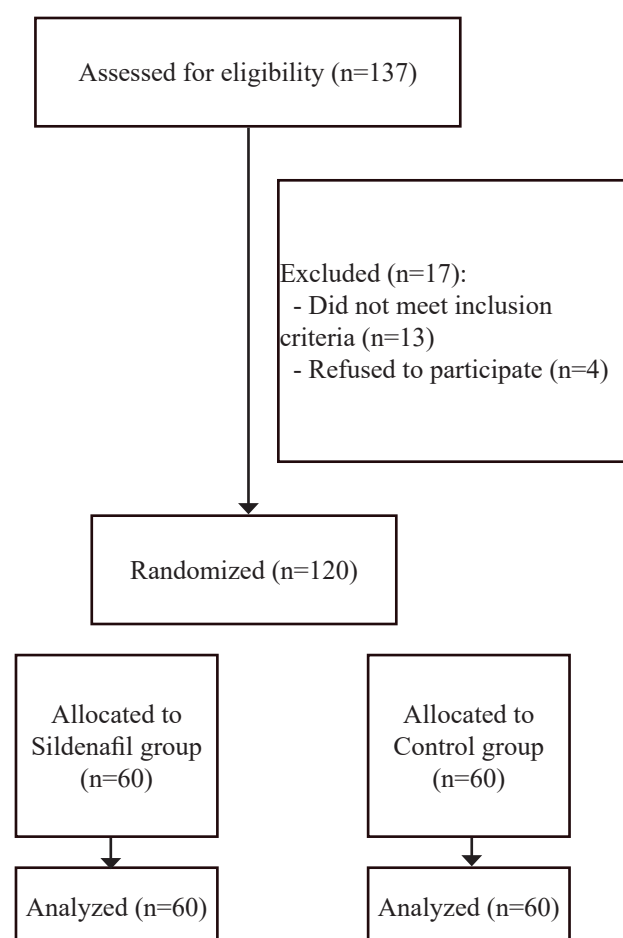 Assessed for eligibility (n=137)
Excluded (n=17):
- Did not meet inclusion
criteria (n=13)
- Refused to participate (n=4)
Randomized (n=120)
Allocated to
Sildenafil group
(n=60)
Allocated to
Control group
(n=60)
Analyzed (n=60)
Analyzed (n=60)